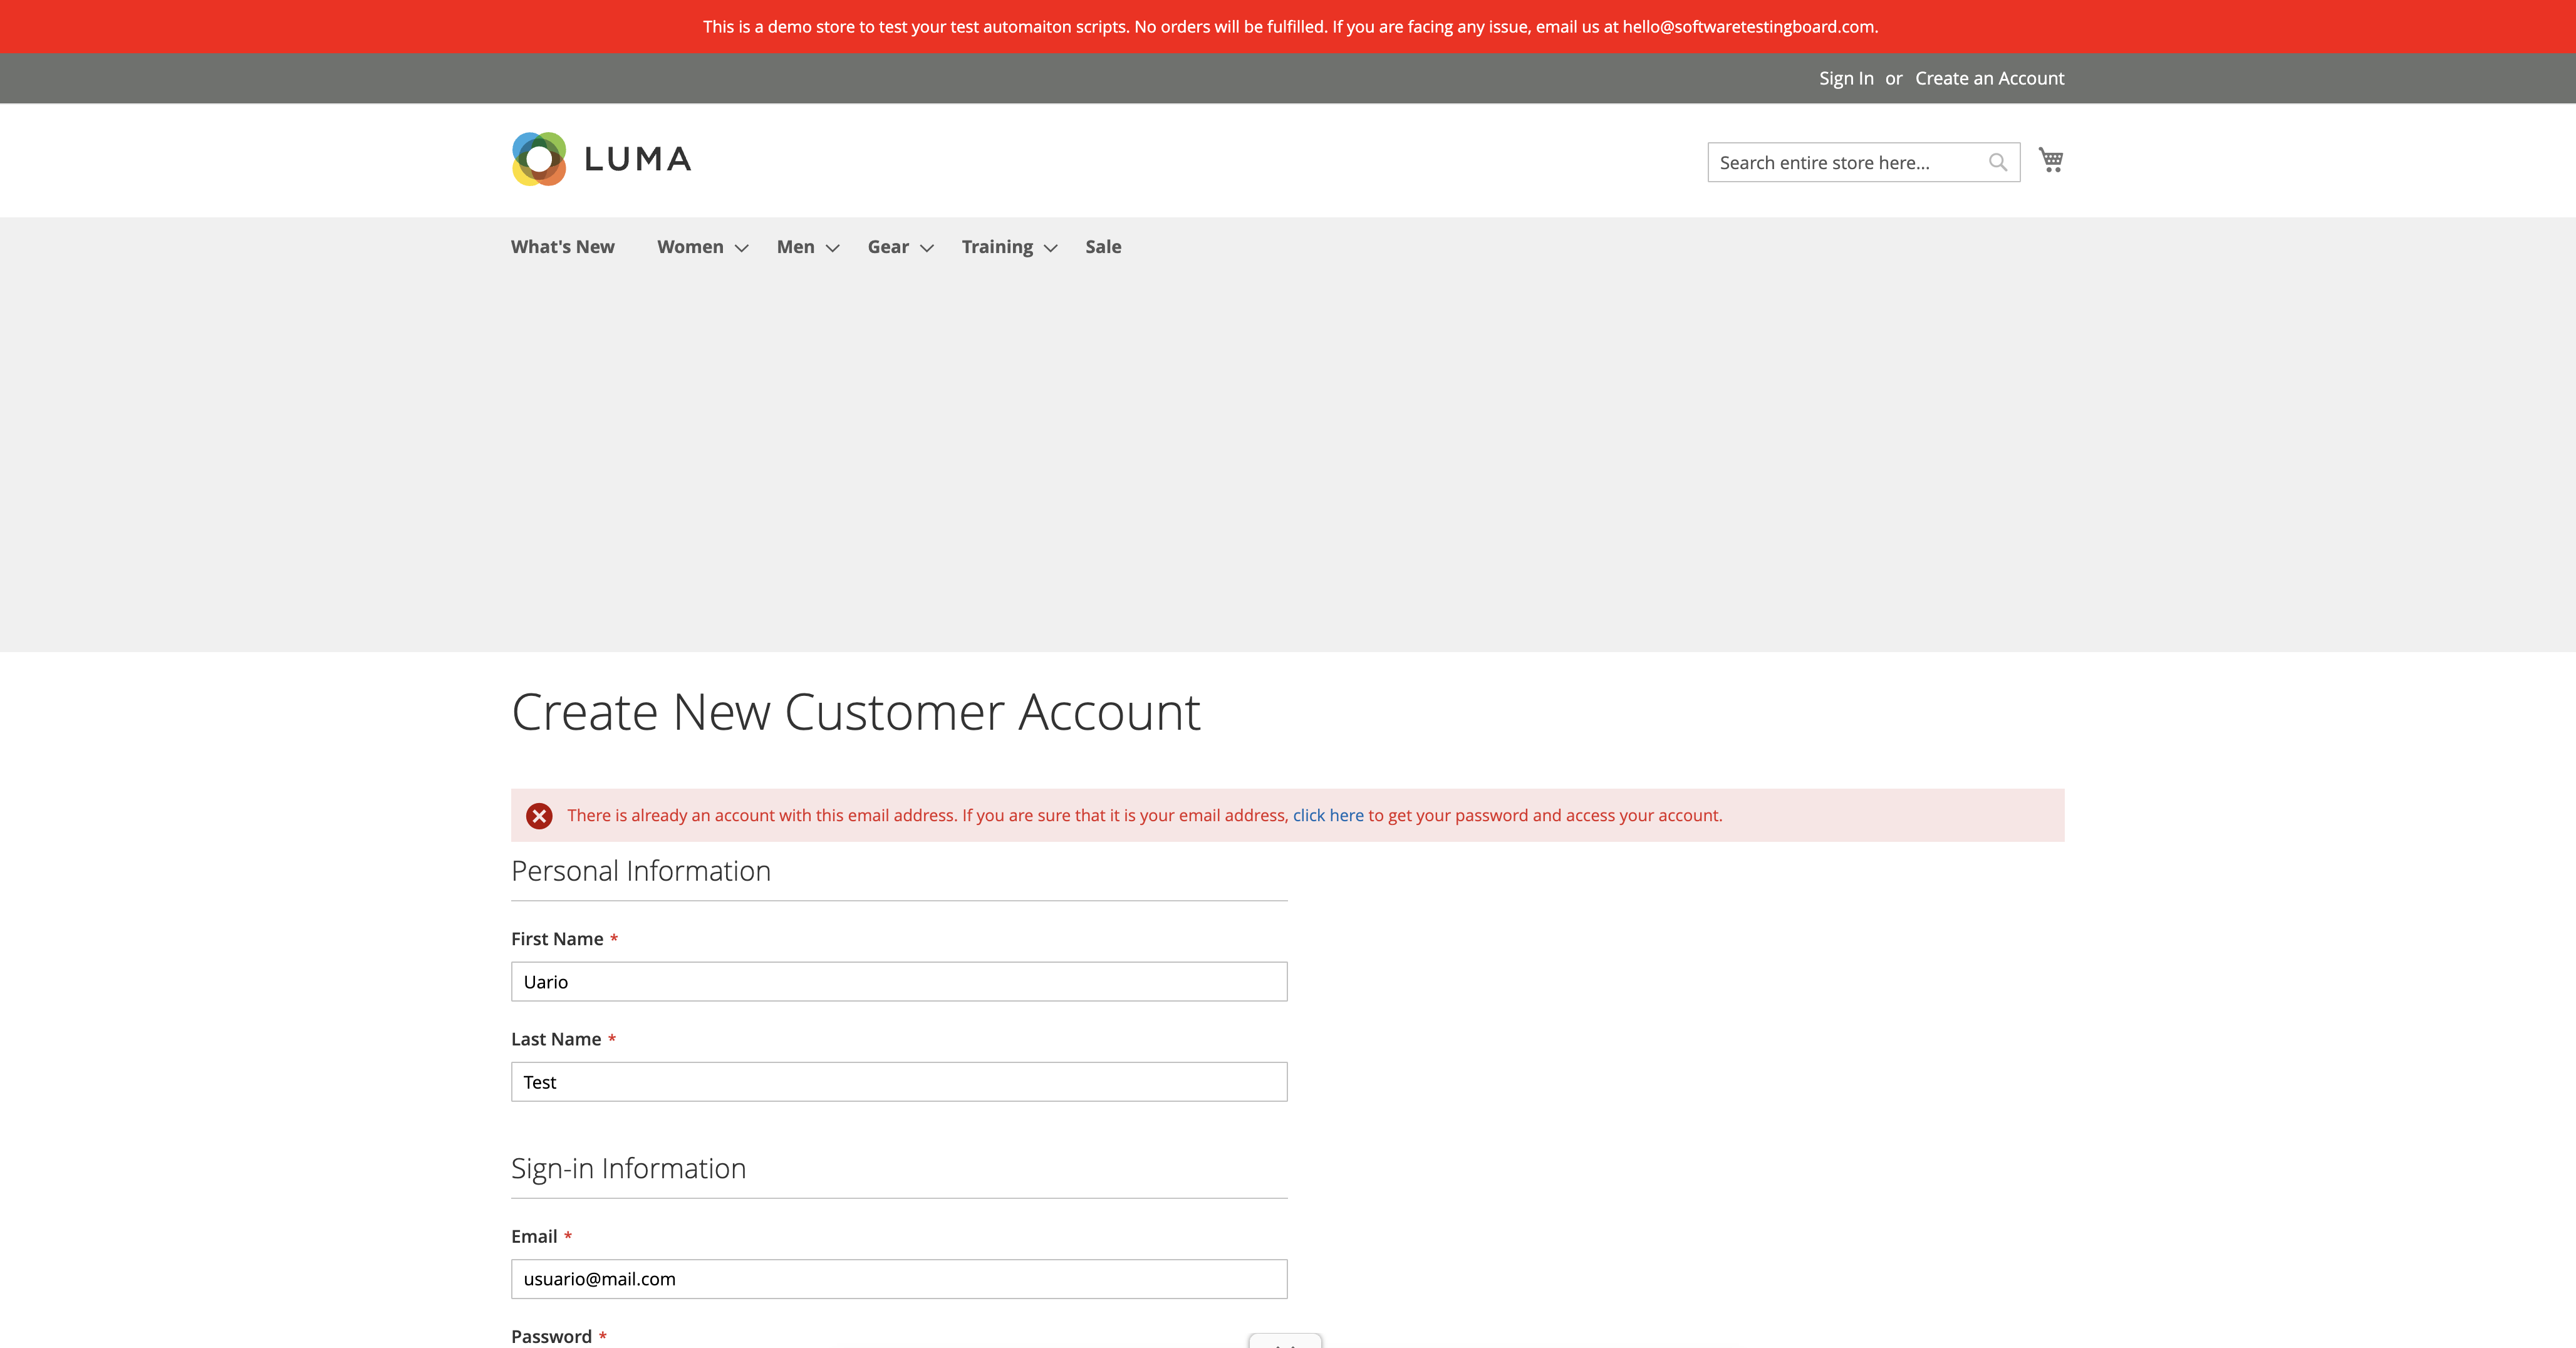 This is a demo store to test your test automaiton scripts. No orders will be fulfilled. If you are facing any issue, email us at hello@softwaretestingboard.com.
Sign In or Create an Account
LUMA
Search entire store here...
What's New Women Men Gear Training Sale
Create New Customer Account
There is already an account with this email address. If you are sure that it is your email address, click here to get your password and access your account.
Personal Information
First Name *
Uario
Last Name *
Test
Sign-in Information
Email *
usuario@mail.com
Password *